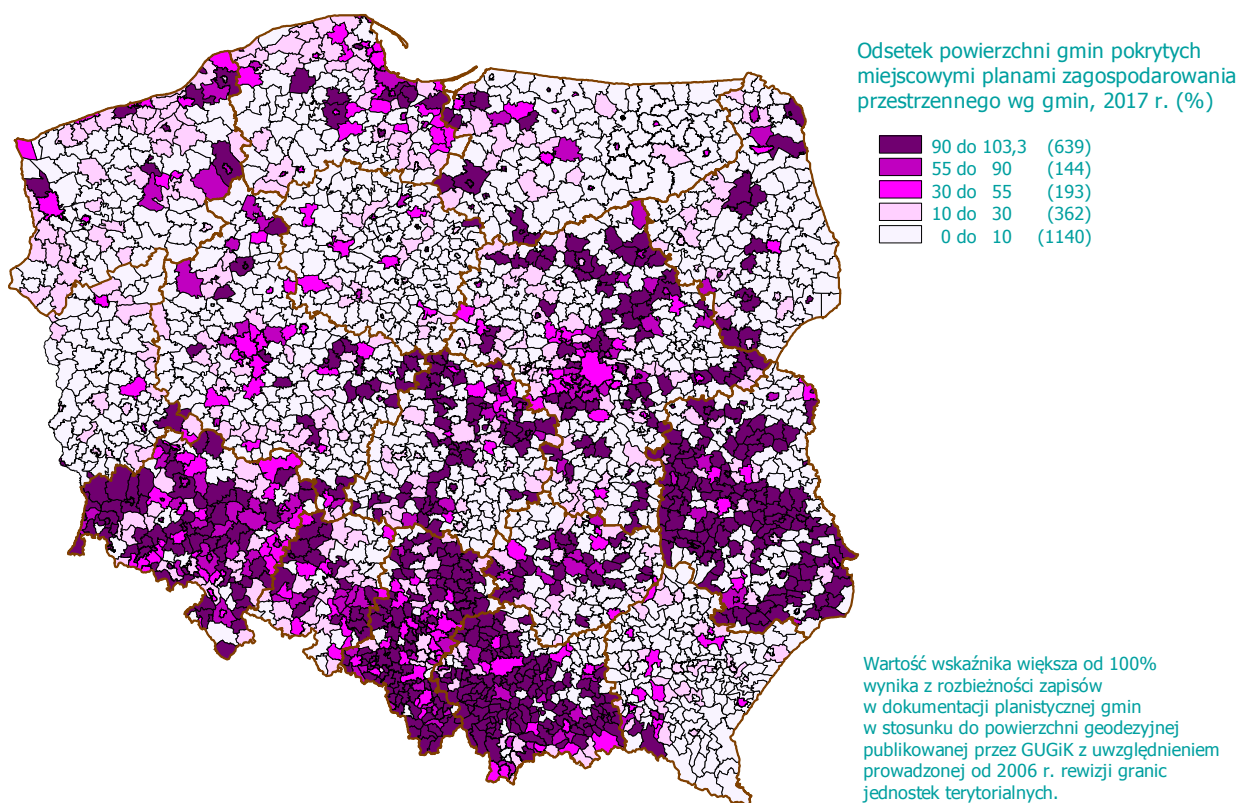 Odsetek powierzchni gmin pokrytych
miejscowymi planami zagospodarowania
przestrzennego wg gmin, 2017 r. (%)
90 do 103,3 (639)
55 do 90 (144)
30 do 55 (193)
10 do 30 (362)
0 do 10 (1140)
Wartość wskaźnika większa od 100%
wynika z rozbieżności zapisów
w dokumentacji planistycznej gmin
w stosunku do powierzchni geodezyjnej
publikowanej przez GUGiK z uwzględnieniem
prowadzonej od 2006 r. rewizji granic
jednostek terytorialnych.